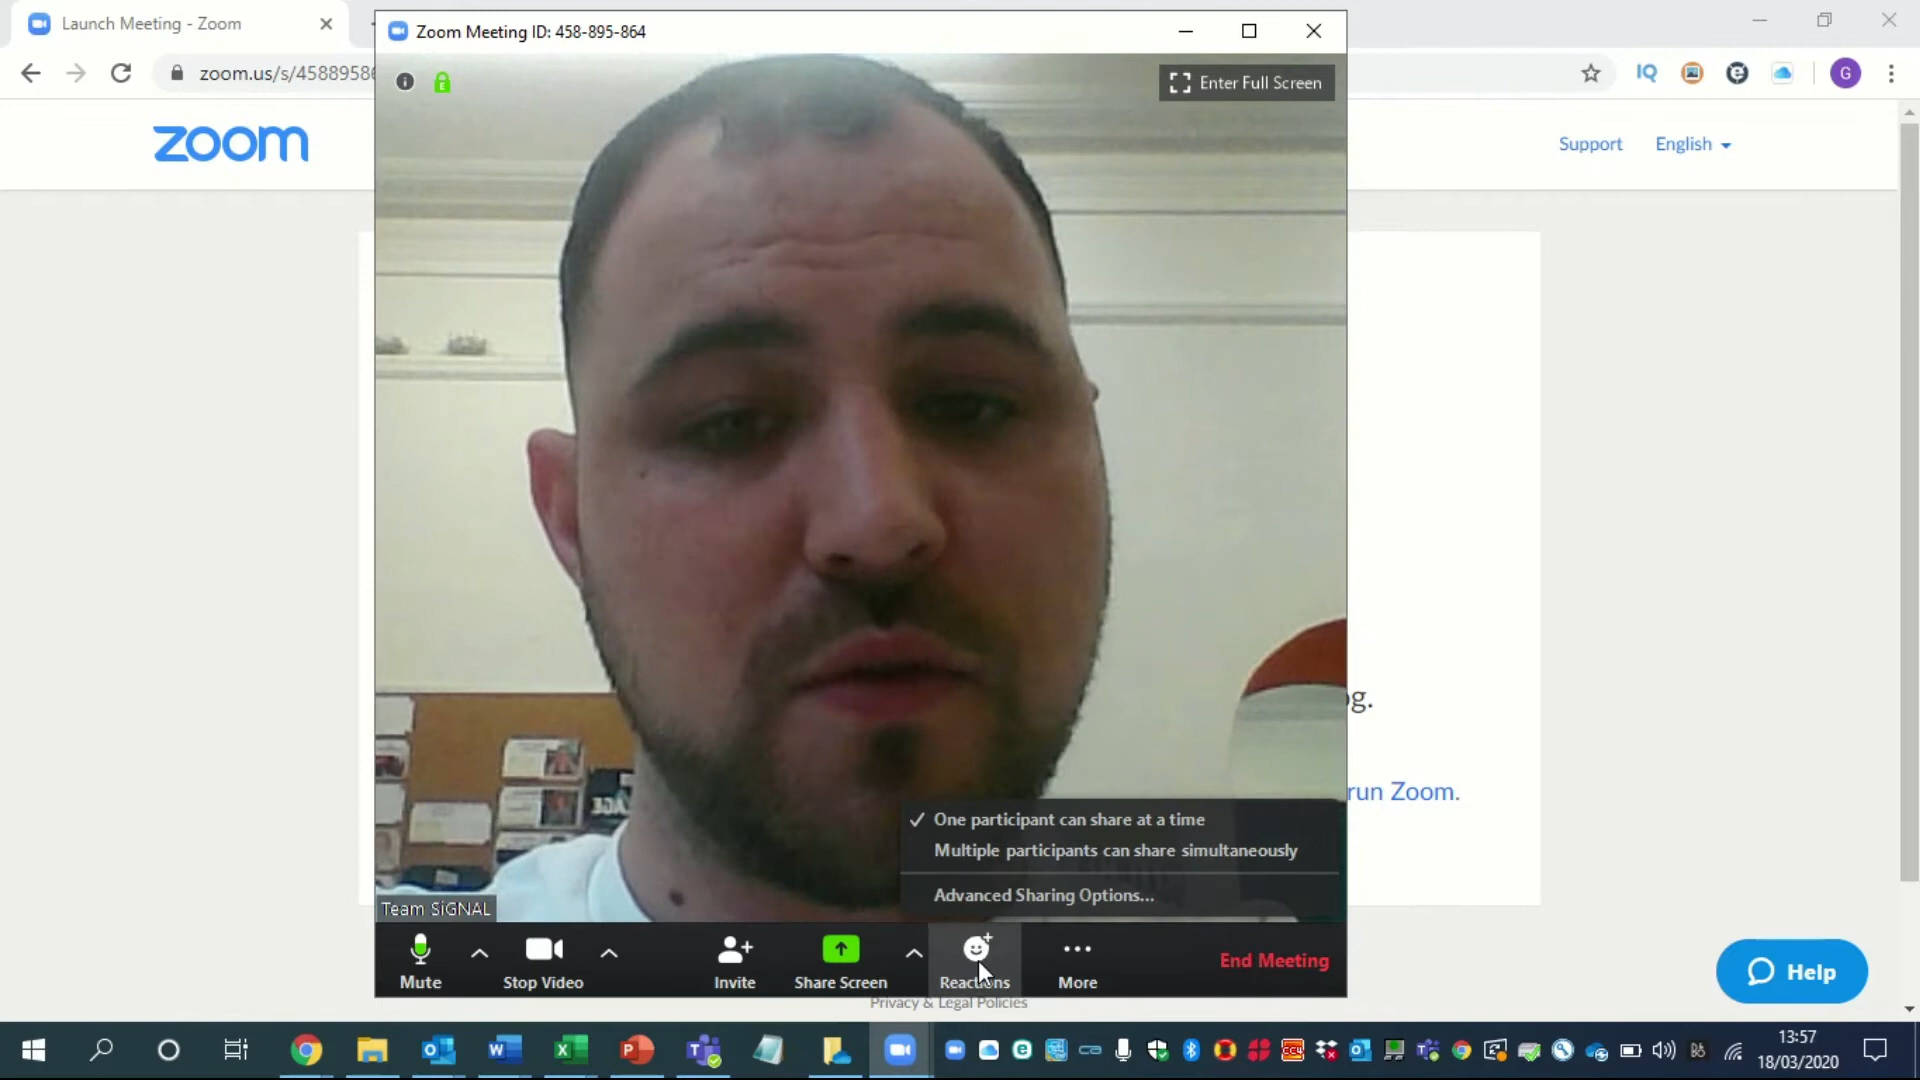 Launch Meeting - Zoom
Zoom Meeting ID: 458-895-864
zoom.us/s/45889586
Enter Full Screen
G
zoom
Support
English
og.
run Zoom.
One participant can share at a time
Multiple participants can share simultaneously
Advanced Sharing Options...
Team SiGNAL
Mute
Stop Video
Invite
Share Screen
Reactions
More
End Meeting
Help
Privacy & Legal Policies
13:57
18/03/2020